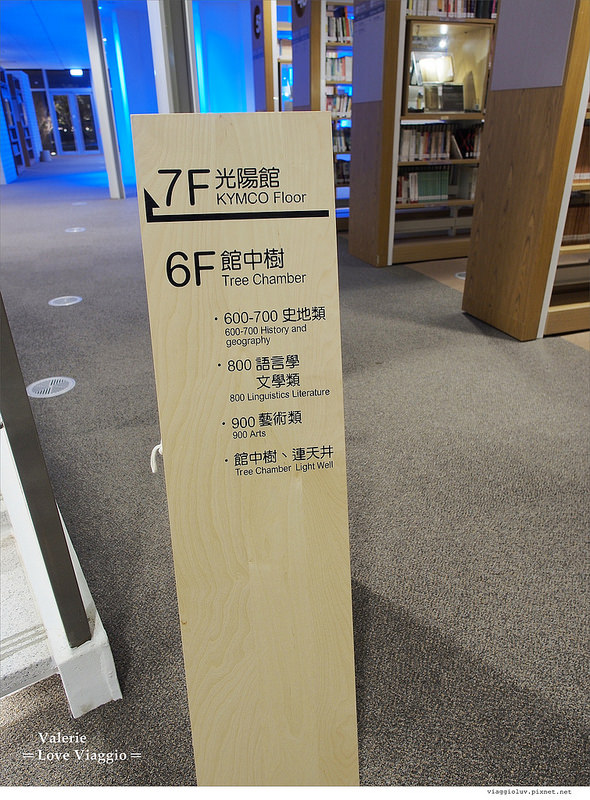 7F 光陽館
KYMCO Floor
6F 館中樹
Tree Chamber
・600-700 史地類
600-700 History and
geography
・800 語言學
文學類
800 Linguistics Literature
・900 藝術類
900 Arts
・館中樹、連天井
Tree Chamber Light Well
Valerie
=Love Viaggio=
viaggioluv.pixnet.net